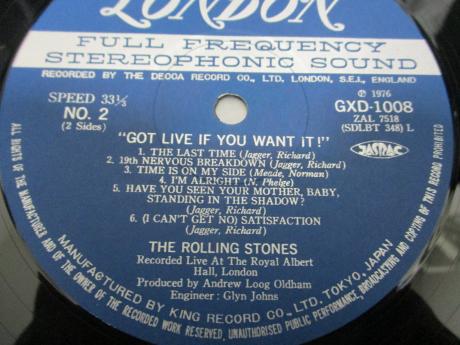 LONDON
FULL FREQUENCY
STEREOPHONIC SOUND
RECORDED BY THE DECCA RECORD CO., LTD. LONDON, S.E.I., ENGLAND
SPEED 33⅓
NO. 2
(2 Sides)
℗ 1976
GXD-1008
ZAL 7518
(SDLBT 348) L
JASRAC
"GOT LIVE IF YOU WANT iT!"
1. THE LAST TIME (Jagger, Richard)
2. 19th NERVOUS BREAKDOWN (Jagger, Richard)
3. TIME IS ON MY SIDE (Meade, Norman)
4. I'M ALRIGHT (N. Phelge)
5. HAVE YOU SEEN YOUR MOTHER, BABY,
STANDING IN THE SHADOW?
(Jagger, Richard)
6. (I CAN'T GET NO) SATISFACTION
(Jagger, Richard)
THE ROLLING STONES
Recorded Live At The Royal Albert
Hall, London
Produced by Andrew Loog Oldham
Engineer : Glyn Johns
MANUFACTURED BY KING RECORD CO., LTD. TOKYO, JAPAN
ALL RIGHTS OF THE MANUFACTURER AND OF THE OWNER OF THE RECORDED WORK RESERVED, UNAUTHORISED PUBLIC PERFORMANCE, BROADCASTING AND COPYING OF THIS RECORD PROHIBITED